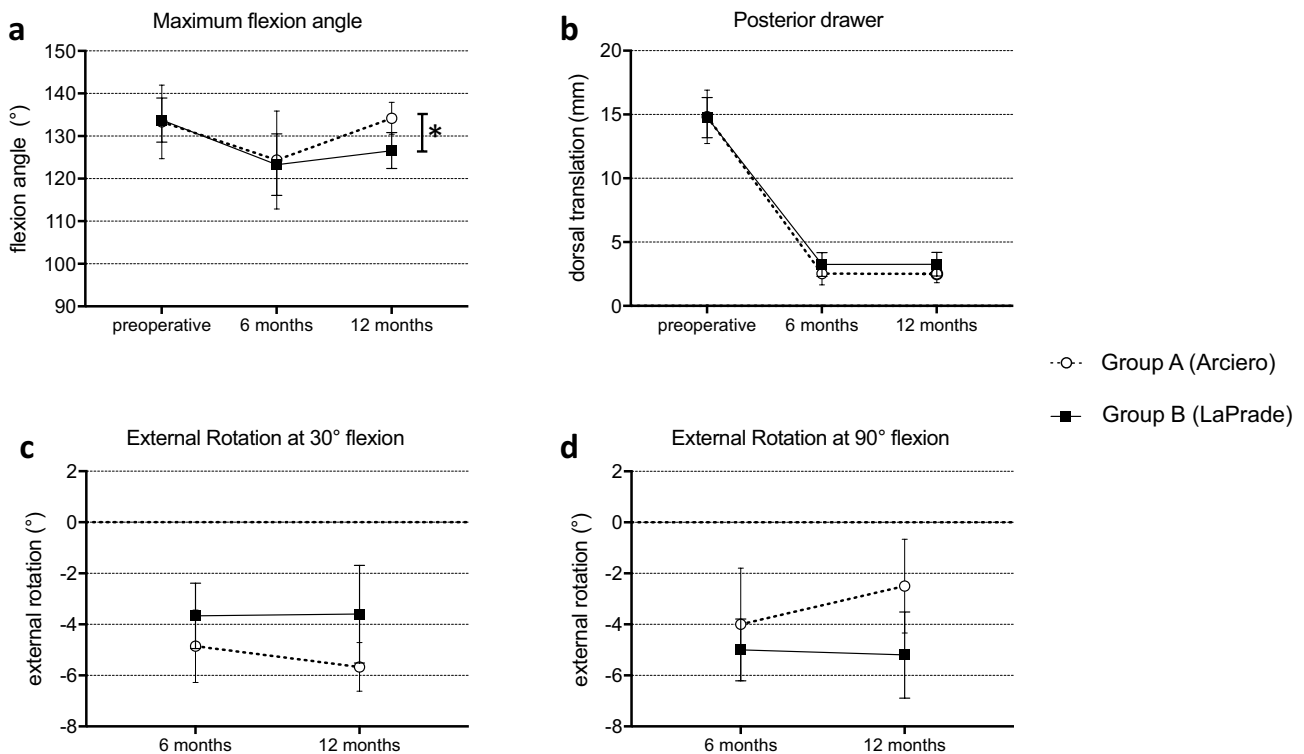 a
Maximum flexion angle
150
140
130
120
110
100
90
flexion angle (°)
*
preoperative 6 months 12 months
b
Posterior drawer
20
15
10
5
0
dorsal translation (mm)
preoperative 6 months 12 months
Group A (Arciero)
Group B (LaPrade)
c
External Rotation at 30° flexion
2
0
-2
-4
-6
-8
external rotation (°)
6 months 12 months
d
External Rotation at 90° flexion
2
0
-2
-4
-6
-8
external rotation (°)
6 months 12 months